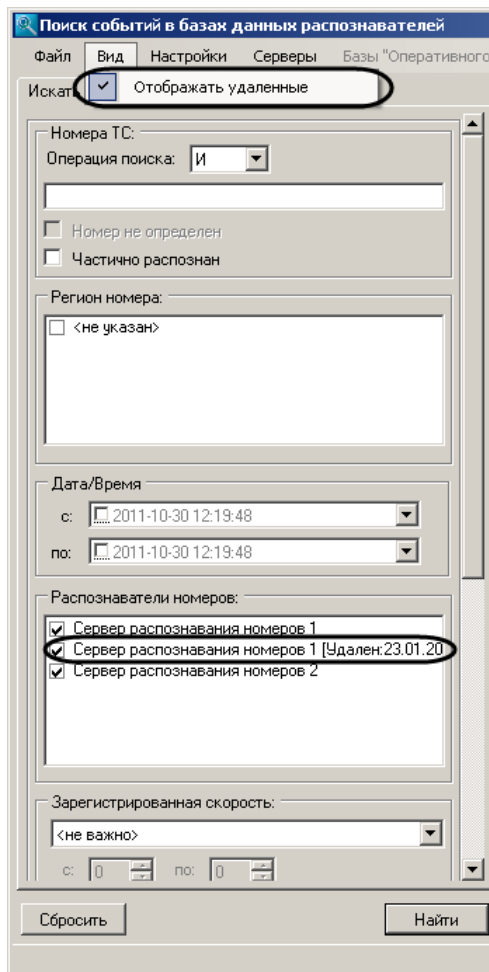 Поиск событий в базах данных распознавателей
Файл Вид Настройки Серверы Базы "Оперативного
Искать Отображать удаленные
Номера ТС:
Операция поиска: И
Номер не определен
Частично распознан
Регион номера:
<не указан>
Дата/Время
с: 2011-10-30 12:19:48
по: 2011-10-30 12:19:48
Распознаватели номеров:
Сервер распознавания номеров 1
Сервер распознавания номеров 1 [Удален:23.01.20
Сервер распознавания номеров 2
Зарегистрированная скорость:
<не важно>
с: 0 по: 0
Сбросить Найти